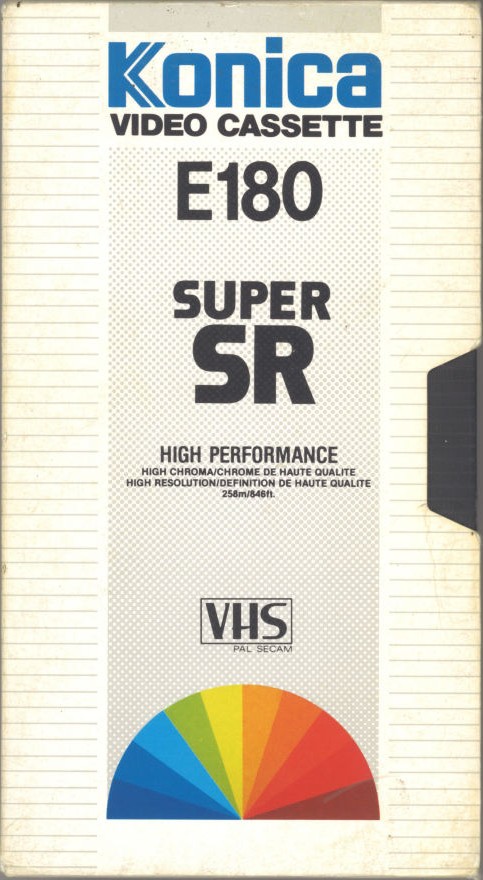 Konica
VIDEO CASSETTE
E180
SUPER
SR
HIGH PERFORMANCE
HIGH CHROMA/CHROME DE HAUTE QUALITE
HIGH RESOLUTION/DEFINITION DE HAUTE QUALITE
258m/846ft.
VHS
PAL SECAM